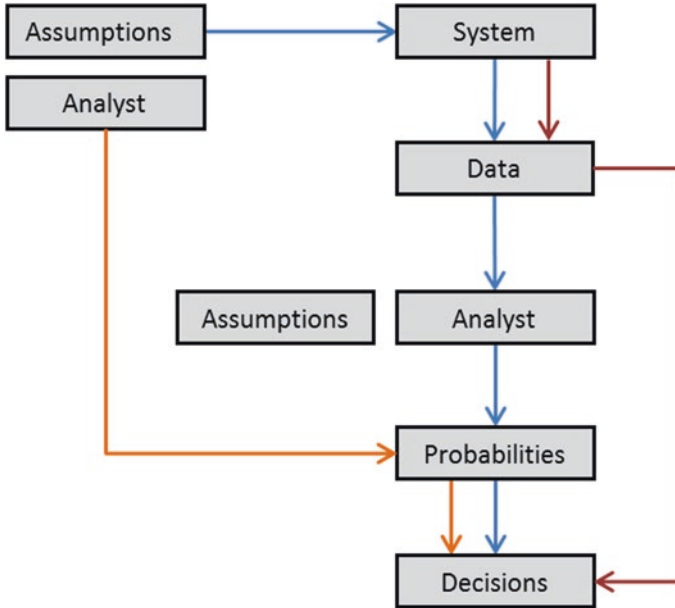 Assumptions
System
Analyst
Data
Assumptions
Analyst
Probabilities
Decisions